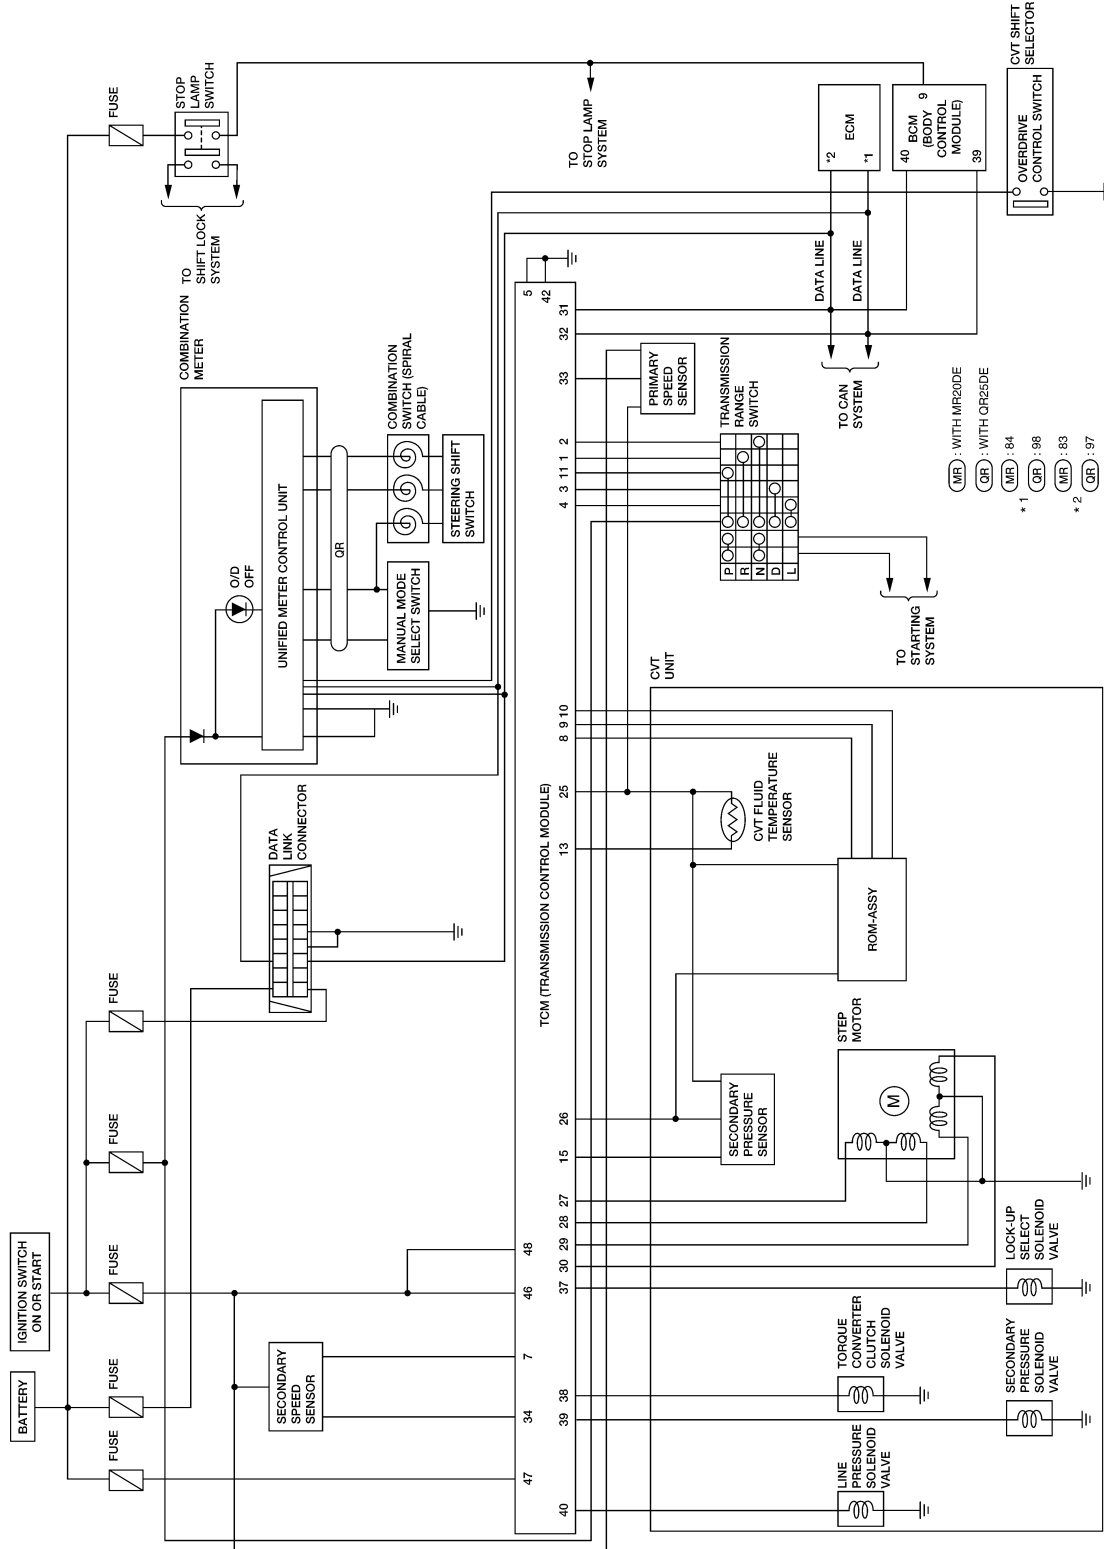 BATTERY
IGNITION SWITCH
ON OR START
FUSE
FUSE
FUSE
FUSE
FUSE
FUSE
STOP
LAMP
SWITCH
TO
SHIFT LOCK
SYSTEM
TO
STOP LAMP
SYSTEM
COMBINATION
METER
UNIFIED METER CONTROL UNIT
O/D
OFF
QR
COMBINATION
SWITCH (SPIRAL
CABLE)
STEERING SHIFT
SWITCH
MANUAL MODE
SELECT SWITCH
DATA
LINK
CONNECTOR
SECONDARY
SPEED
SENSOR
TCM (TRANSMISSION CONTROL MODULE)
47
34
7
46
48
5
42
40
39
38
37
30
29
28
27
15
26
13
25
8
9
10
4
3
11
1
2
33
32
31
ECM
*2
*1
BCM
(BODY
CONTROL
MODULE)
9
40
39
CVT SHIFT
SELECTOR
OVERDRIVE
CONTROL SWITCH
DATA LINE
DATA LINE
TO CAN
SYSTEM
PRIMARY
SPEED
SENSOR
TRANSMISSION
RANGE
SWITCH
P
R
N
D
L
TO
STARTING
SYSTEM
CVT
UNIT
CVT FLUID
TEMPERATURE
SENSOR
ROM-ASSY
STEP
MOTOR
M
SECONDARY
PRESSURE
SENSOR
LOCK-UP
SELECT
SOLENOID
VALVE
TORQUE
CONVERTER
CLUTCH
SOLENOID
VALVE
SECONDARY
PRESSURE
SOLENOID
VALVE
LINE
PRESSURE
SOLENOID
VALVE
MR : WITH MR20DE
QR : WITH QR25DE
* 1
MR : 84
QR : 98
* 2
MR : 83
QR : 97